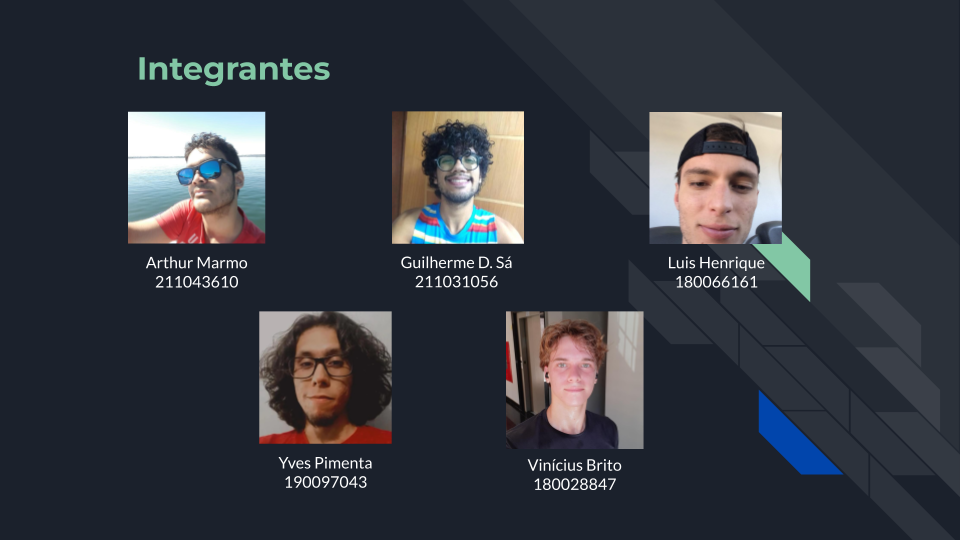 Integrantes
Arthur Marmo
211043610
Guilherme D. Sá
211031056
Luis Henrique
180066161
Yves Pimenta
190097043
Vinícius Brito
180028847